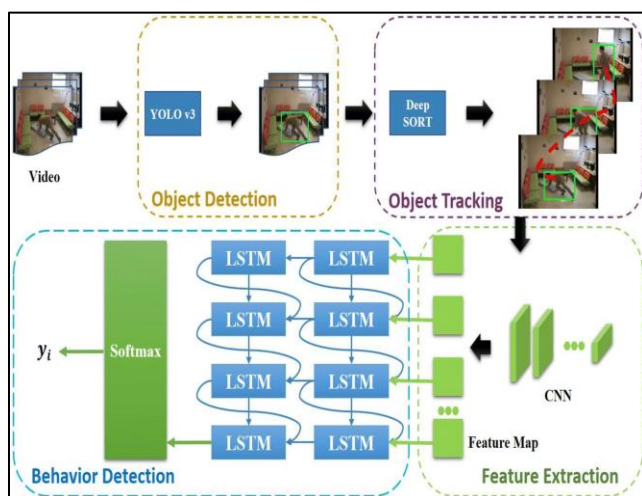 Video
YOLO v3
Object Detection
Deep
SORT
Object Tracking
CNN
Feature Extraction
Feature Map
LSTM
LSTM
LSTM
LSTM
LSTM
LSTM
LSTM
LSTM
Softmax
yᵢ
Behavior Detection